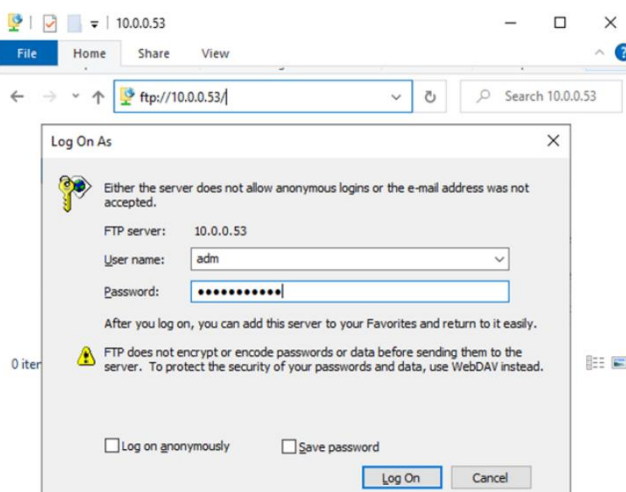 10.0.0.53
File Home Share View
ftp://10.0.0.53/ Search 10.0.0.53
Log On As
Either the server does not allow anonymous logins or the e-mail address was not
accepted.
FTP server: 10.0.0.53
User name: adm
Password: ●●●●●●●●●●●
After you log on, you can add this server to your Favorites and return to it easily.
FTP does not encrypt or encode passwords or data before sending them to the
server. To protect the security of your passwords and data, use WebDAV instead.
0 iter
Log on anonymously Save password
Log On Cancel